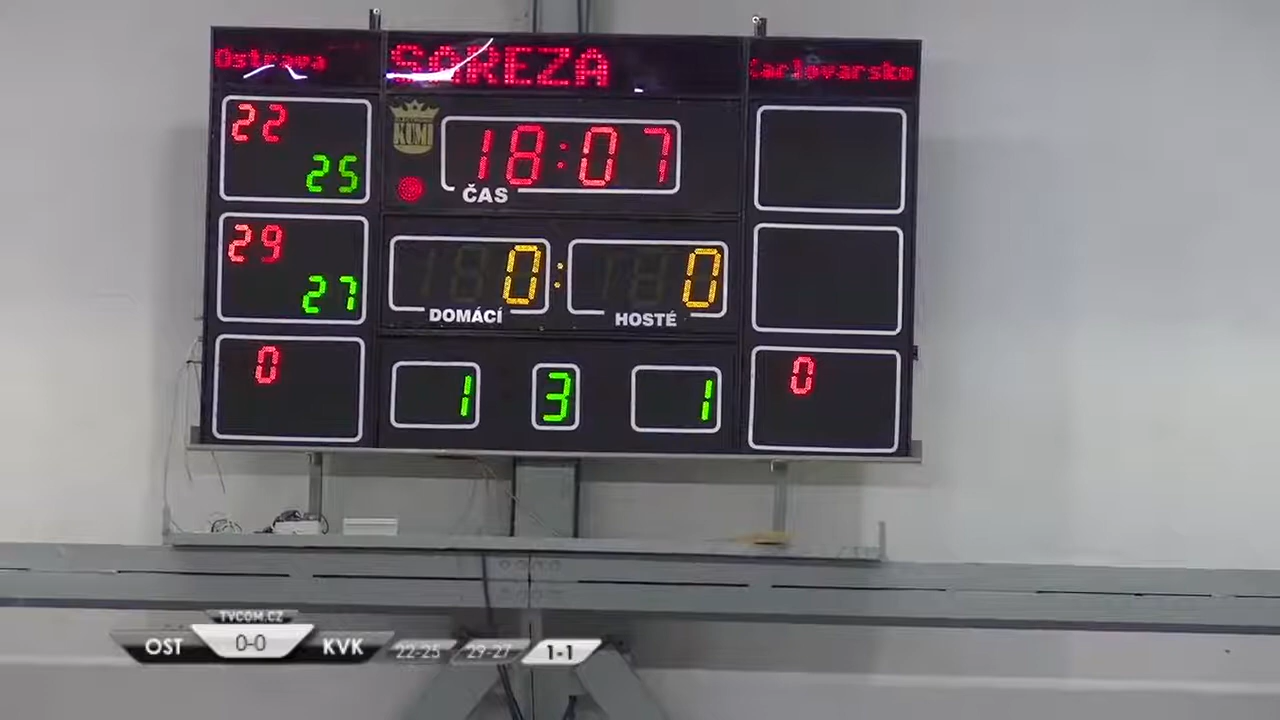 Ostrava
SAREZA
Karlovarsko
22
25
KUMI
18:07
ČAS
29
27
0
:
0
DOMÁCÍ
HOSTÉ
0
1
3
1
0
TVCOM.CZ
OST
0-0
KVK
22-25
29-27
1-1